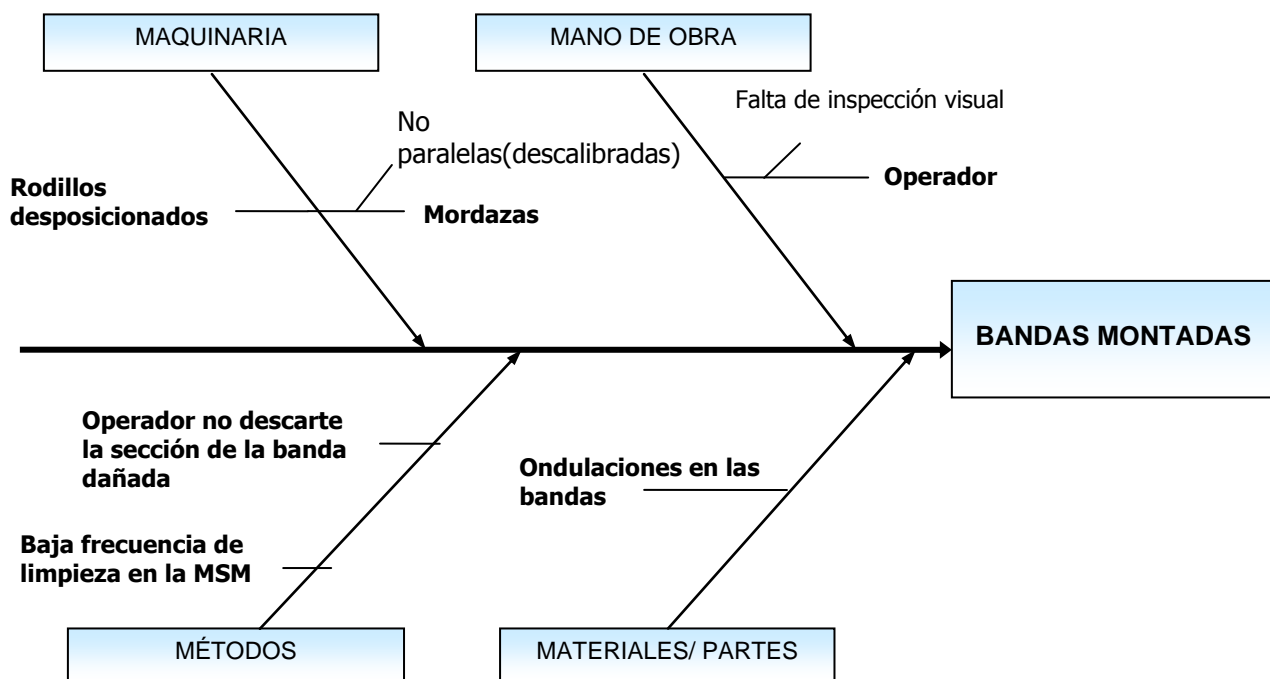 MAQUINARIA
MANO DE OBRA
Falta de inspección visual
No
paralelas(descalibradas)
Operador
Rodillos
desposicionados
Mordazas
BANDAS MONTADAS
Operador no descarte
la sección de la banda
dañada
Ondulaciones en las
bandas
Baja frecuencia de
limpieza en la MSM
MÉTODOS
MATERIALES/ PARTES